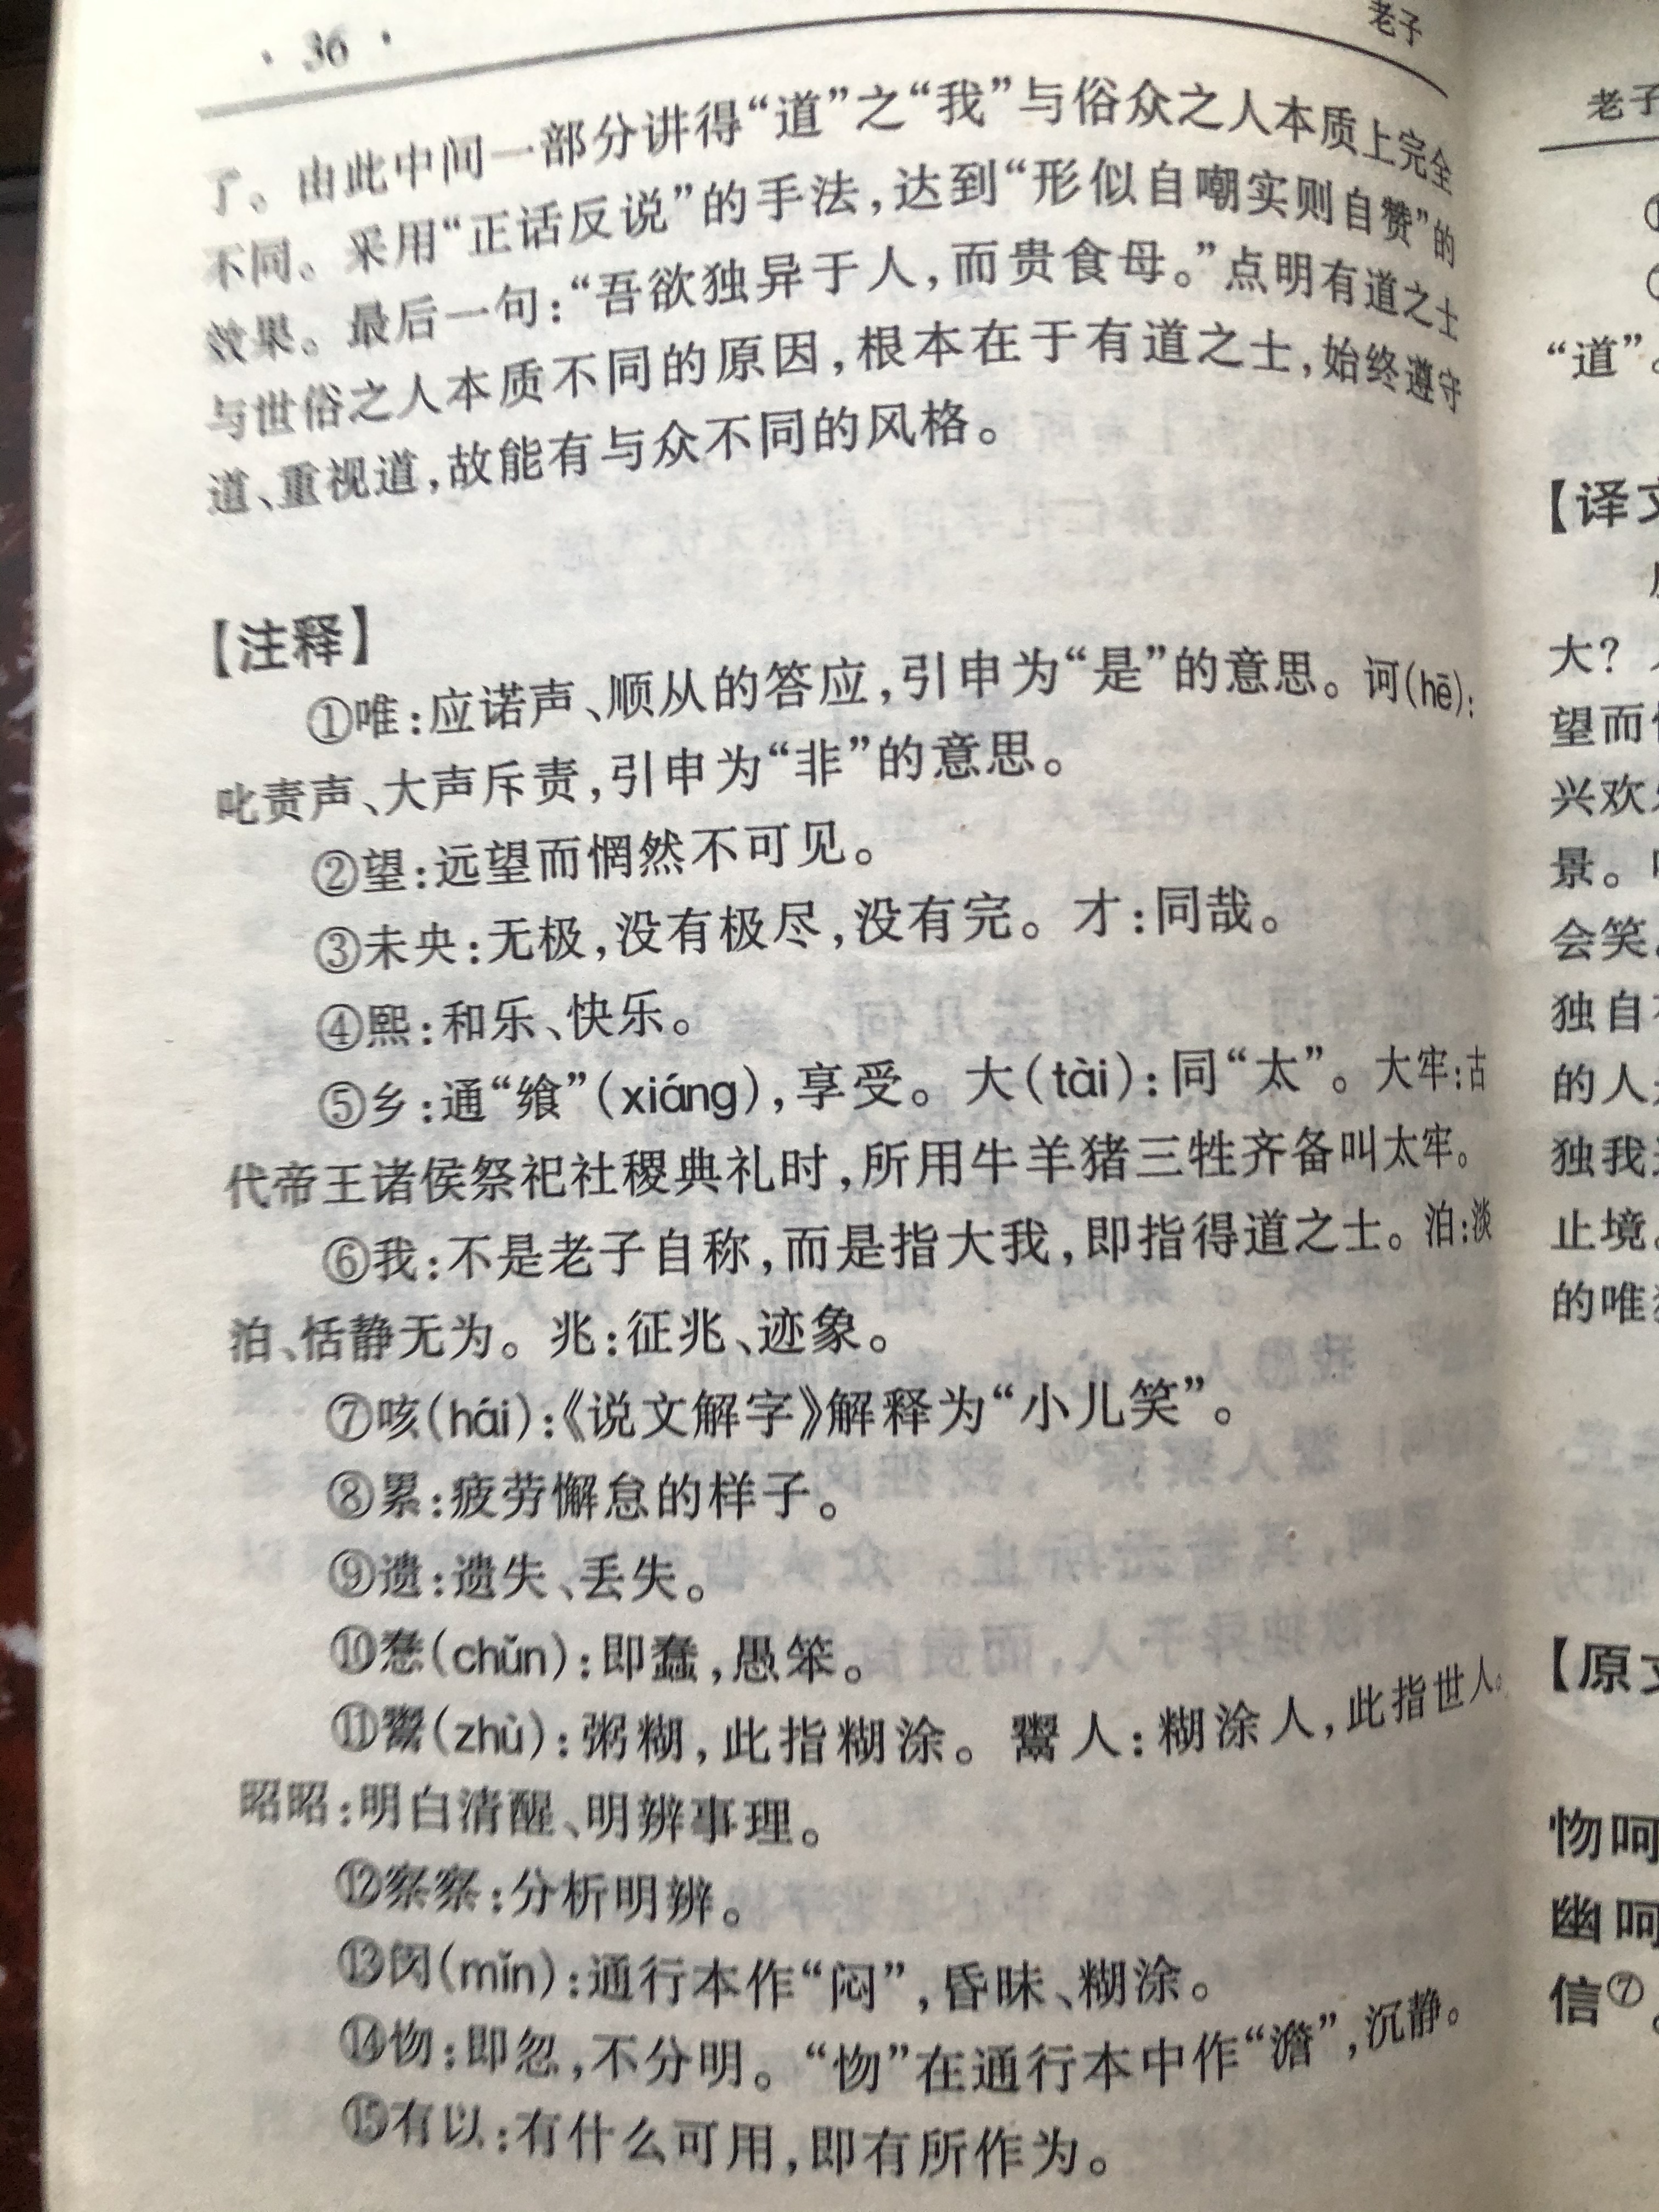 · 36 ·
老子
了。由此中间一部分讲得“道”之“我”与俗众之人本质上完全
不同。采用“正话反说”的手法，达到“形似自嘲实则自赞”的
效果。最后一句：“吾欲独异于人，而贵食母。”点明有道之士
与世俗之人本质不同的原因，根本在于有道之士，始终遵守
道、重视道，故能有与众不同的风格。
【注释】
①唯：应诺声、顺从的答应，引申为“是”的意思。诃(hē)：
叱责声、大声斥责，引申为“非”的意思。
②望：远望而惘然不可见。
③未央：无极，没有极尽，没有完。才：同哉。
④熙：和乐、快乐。
⑤乡：通“飨”(xiáng)，享受。大(tài)：同“太”。大牢：古
代帝王诸侯祭祀社稷典礼时，所用牛羊猪三牲齐备叫太牢。
⑥我：不是老子自称，而是指大我，即指得道之士。泊：淡
泊、恬静无为。兆：征兆、迹象。
⑦咳(hái)：《说文解字》解释为“小儿笑”。
⑧累：疲劳懈怠的样子。
⑨遗：遗失、丢失。
⑩惷(chǔn)：即蠢，愚笨。
⑪鬻(zhù)：粥糊，此指糊涂。鬻人：糊涂人，此指世人。
昭昭：明白清醒、明辨事理。
⑫察察：分析明辨。
⑬闵(mǐn)：通行本作“闷”，昏昧、糊涂。
⑭忽：即忽，不分明。“忽”在通行本中作“澹”，沉静。
⑮有以：有什么可用，即有所作为。
老子
“道”。
【译文
大？
望而
兴欢
景。
会笑
独自
的人
独我
止境。
的唯
【原文
呵
幽呵
信⑦。